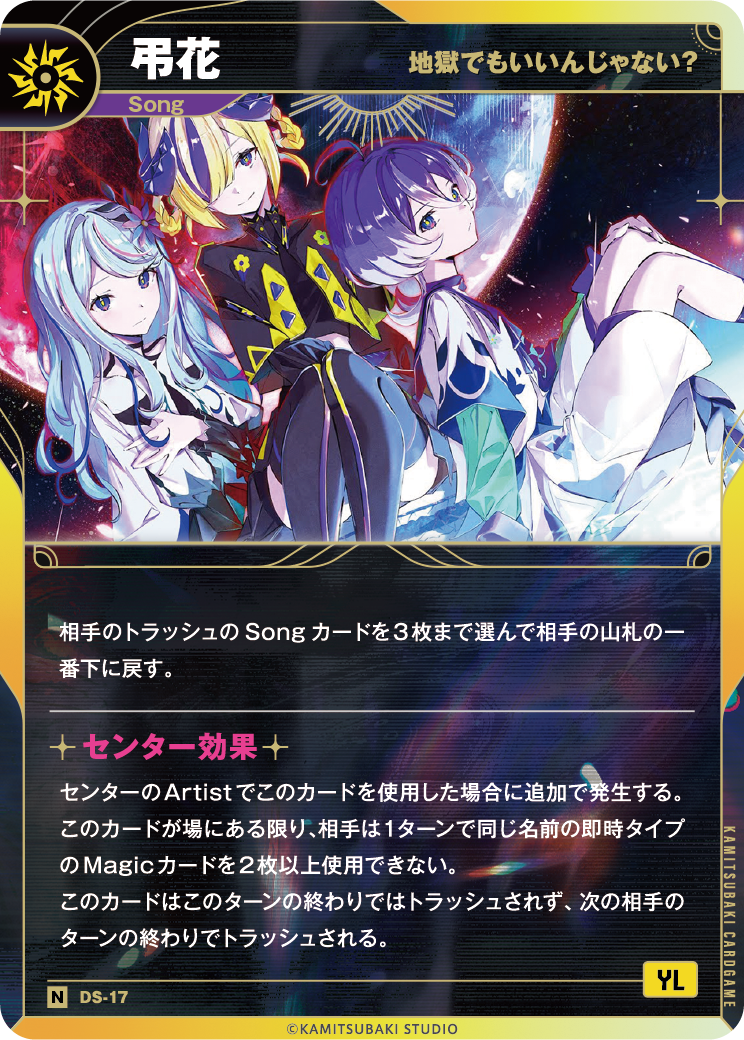 弔花
地獄でもいいんじゃない?
Song
相手のトラッシュのSongカードを3枚まで選んで相手の山札の一
番下に戻す。
センター効果
センターのArtistでこのカードを使用した場合に追加で発生する。
このカードが場にある限り、相手は1ターンで同じ名前の即時タイプ
のMagicカードを2枚以上使用できない。
このカードはこのターンの終わりではトラッシュされず、次の相手の
ターンの終わりでトラッシュされる。
KAMITSUBAKI CARDGAME
YL
N DS-17
©KAMITSUBAKI STUDIO